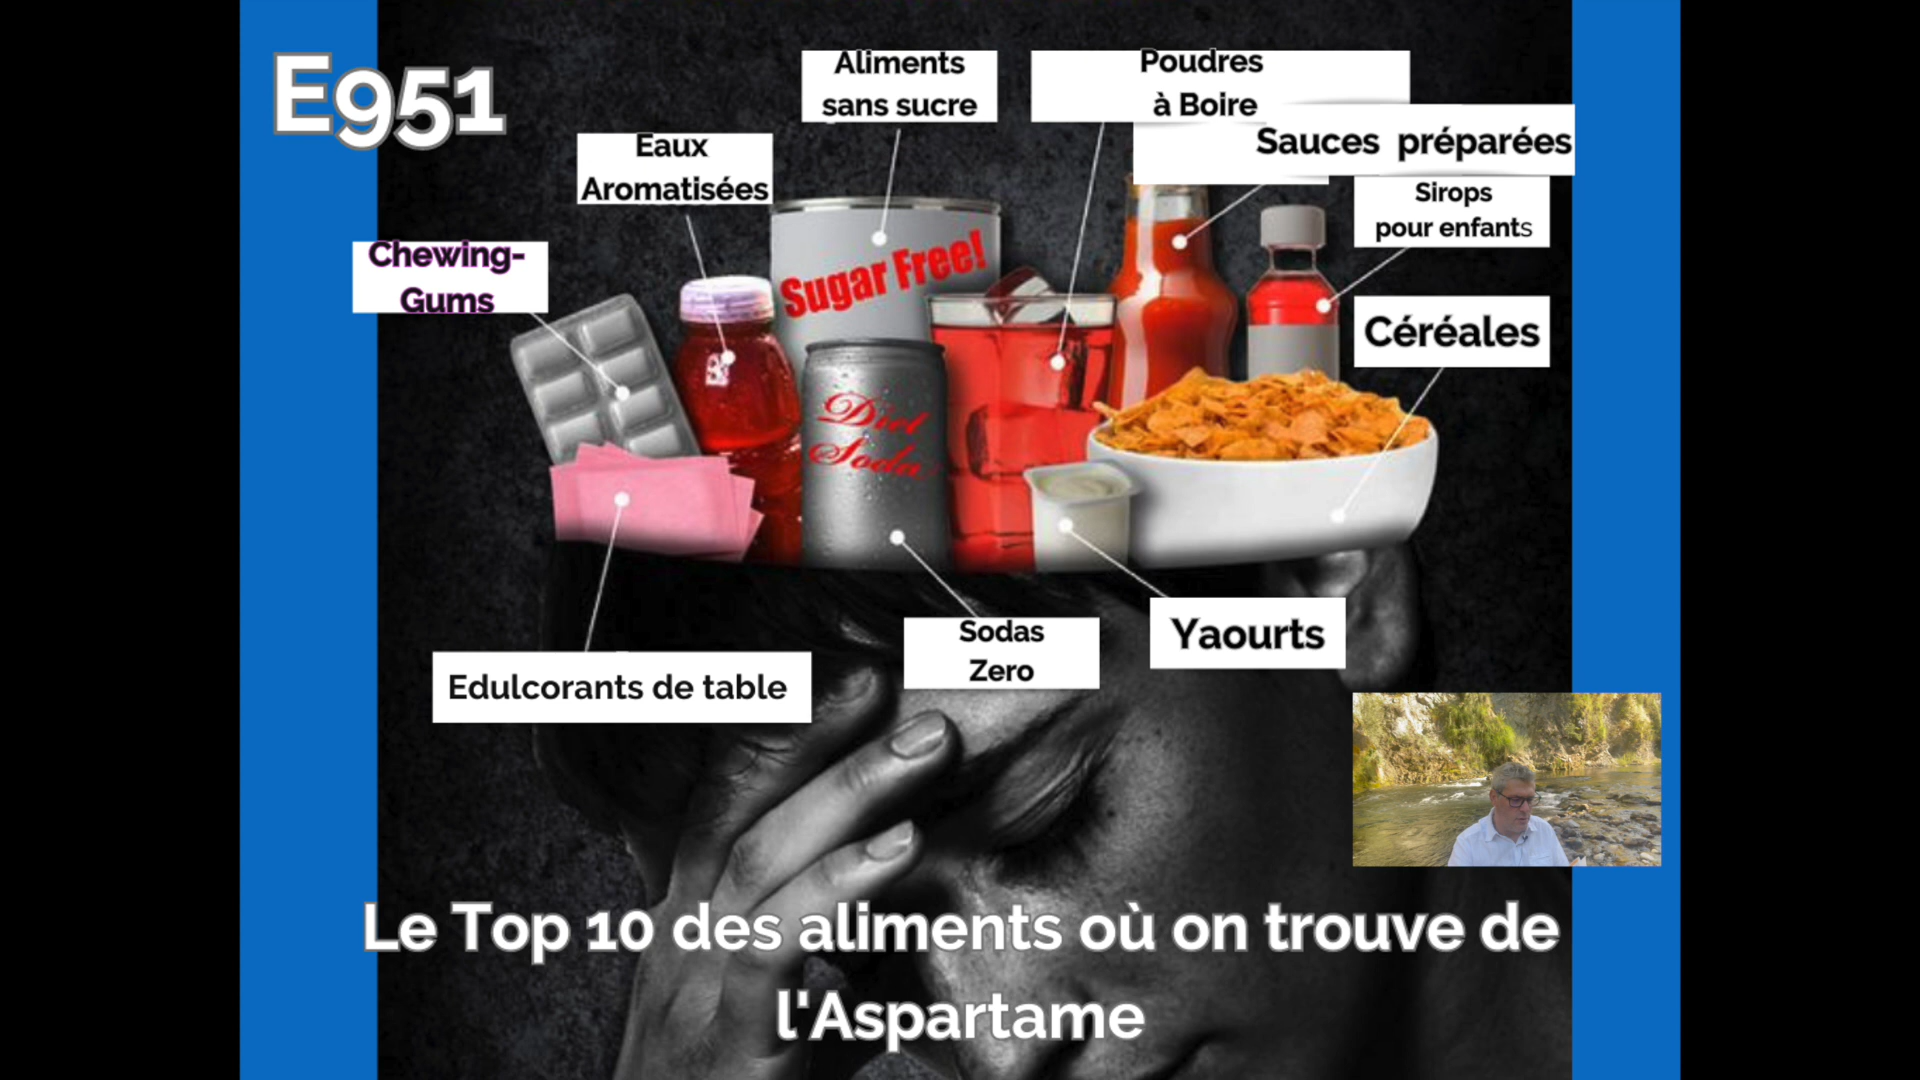 E951
Aliments
sans sucre
Poudres
à Boire
Sauces préparées
Eaux
Aromatisées
Sirops
pour enfants
Chewing-
Gums
Céréales
Sugar Free!
Diet
Soda
Sodas
Zero
Yaourts
Edulcorants de table
Le Top 10 des aliments où on trouve de
l'Aspartame